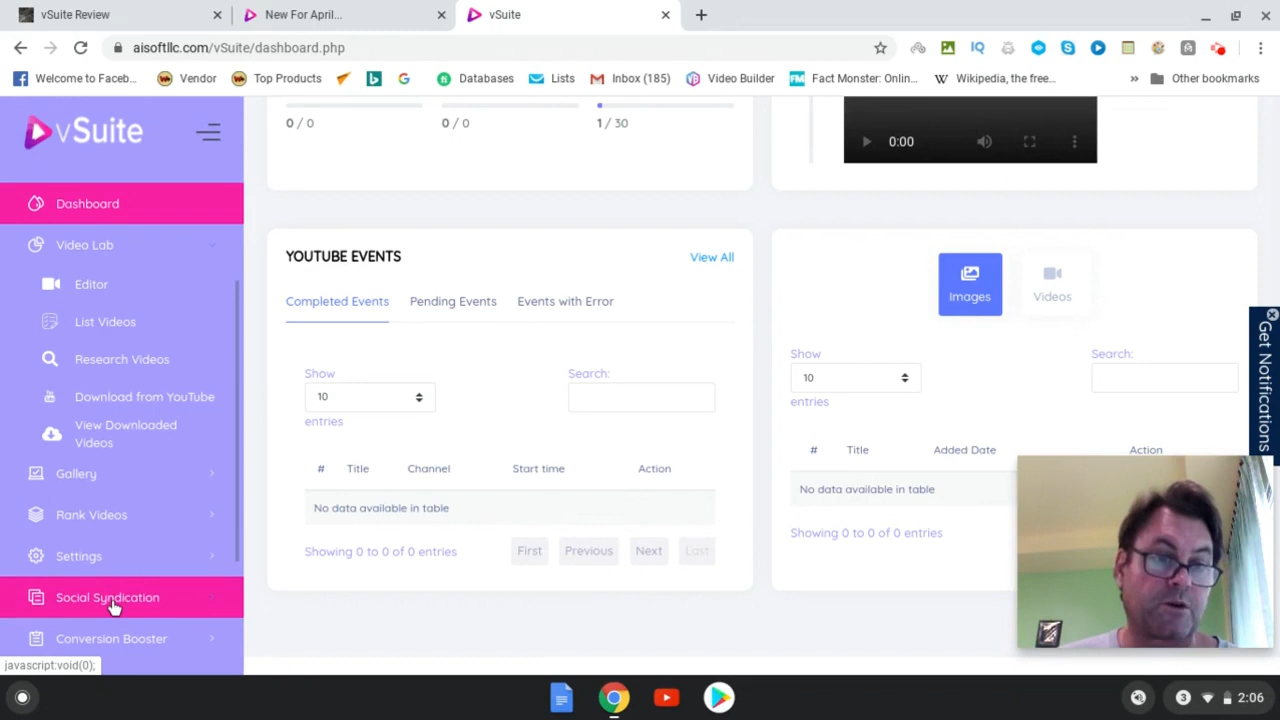 vSuite Review
New For April...
vSuite
aisoftllc.com/vSuite/dashboard.php
IQ
Welcome to Faceb...
Vendor
Top Products
Databases
Lists
Inbox (185)
Video Builder
FM
Fact Monster: Onlin...
W
Wikipedia, the free...
Other bookmarks
vSuite
Dashboard
Video Lab
Editor
List Videos
Research Videos
Download from YouTube
View Downloaded
Videos
Gallery
Rank Videos
Settings
Social Syndication
Conversion Booster
javascript:void(0);
0 / 0
0 / 0
1 / 30
0:00
YOUTUBE EVENTS
View All
Completed Events
Pending Events
Events with Error
Show
10
entries
Search:
# Title Channel Start time Action
No data available in table
Showing 0 to 0 of 0 entries
First
Previous
Next
Last
Images
Videos
Show
10
entries
Search:
# Title Added Date Action
No data available in table
Showing 0 to 0 of 0 entries
Get Notifications
3
2:06